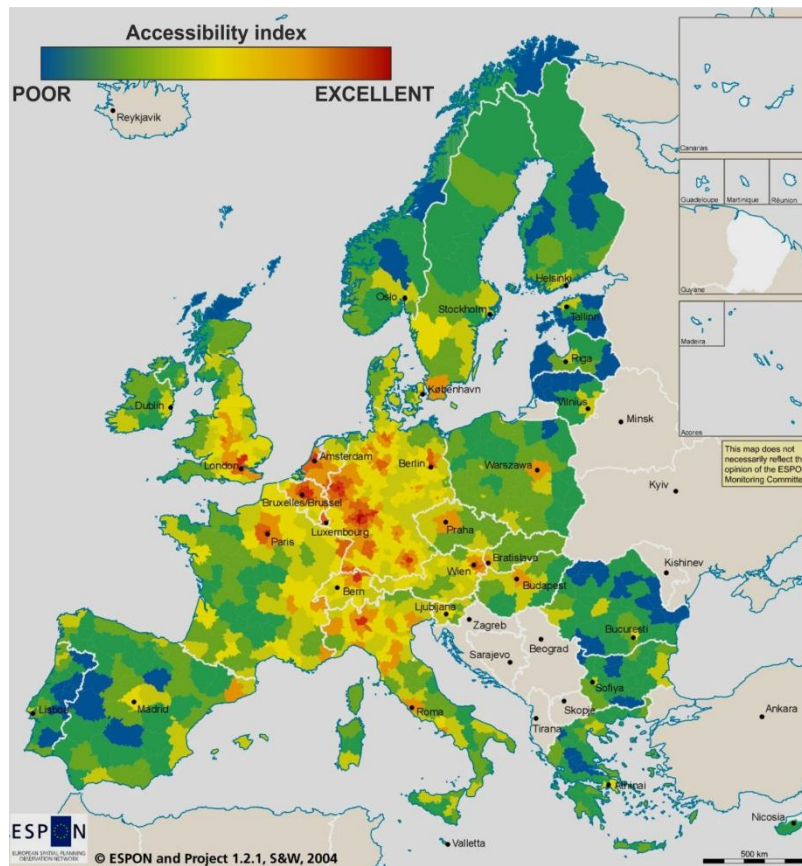 Accessibility index
POOR
EXCELLENT
Reykjavik
Canarias
Guadeloupe
Martinique
Réunion
Guyane
Madeira
Acores
Helsinki
Oslo
Stockholm
Tallinn
Riga
København
Vilnius
Dublin
Minsk
This map does not
necessarily reflect the
opinion of the ESPO
Monitoring Committe
London
Amsterdam
Berlin
Warszawa
Bruxelles/Brussel
Kyiv
Luxembourg
Praha
Paris
Bratislava
Wien
Kishinev
Budapest
Bern
Ljubljana
Zagreb
Bucuresti
Beograd
Sarajevo
Sofiya
Madrid
Lisboa
Roma
Skopje
Tirana
Ankara
Athinai
Nicosia
Valletta
ESPON
EUROPEAN SPATIAL PLANNING
OBSERVATION NETWORK
© ESPON and Project 1.2.1, S&W, 2004
500 km